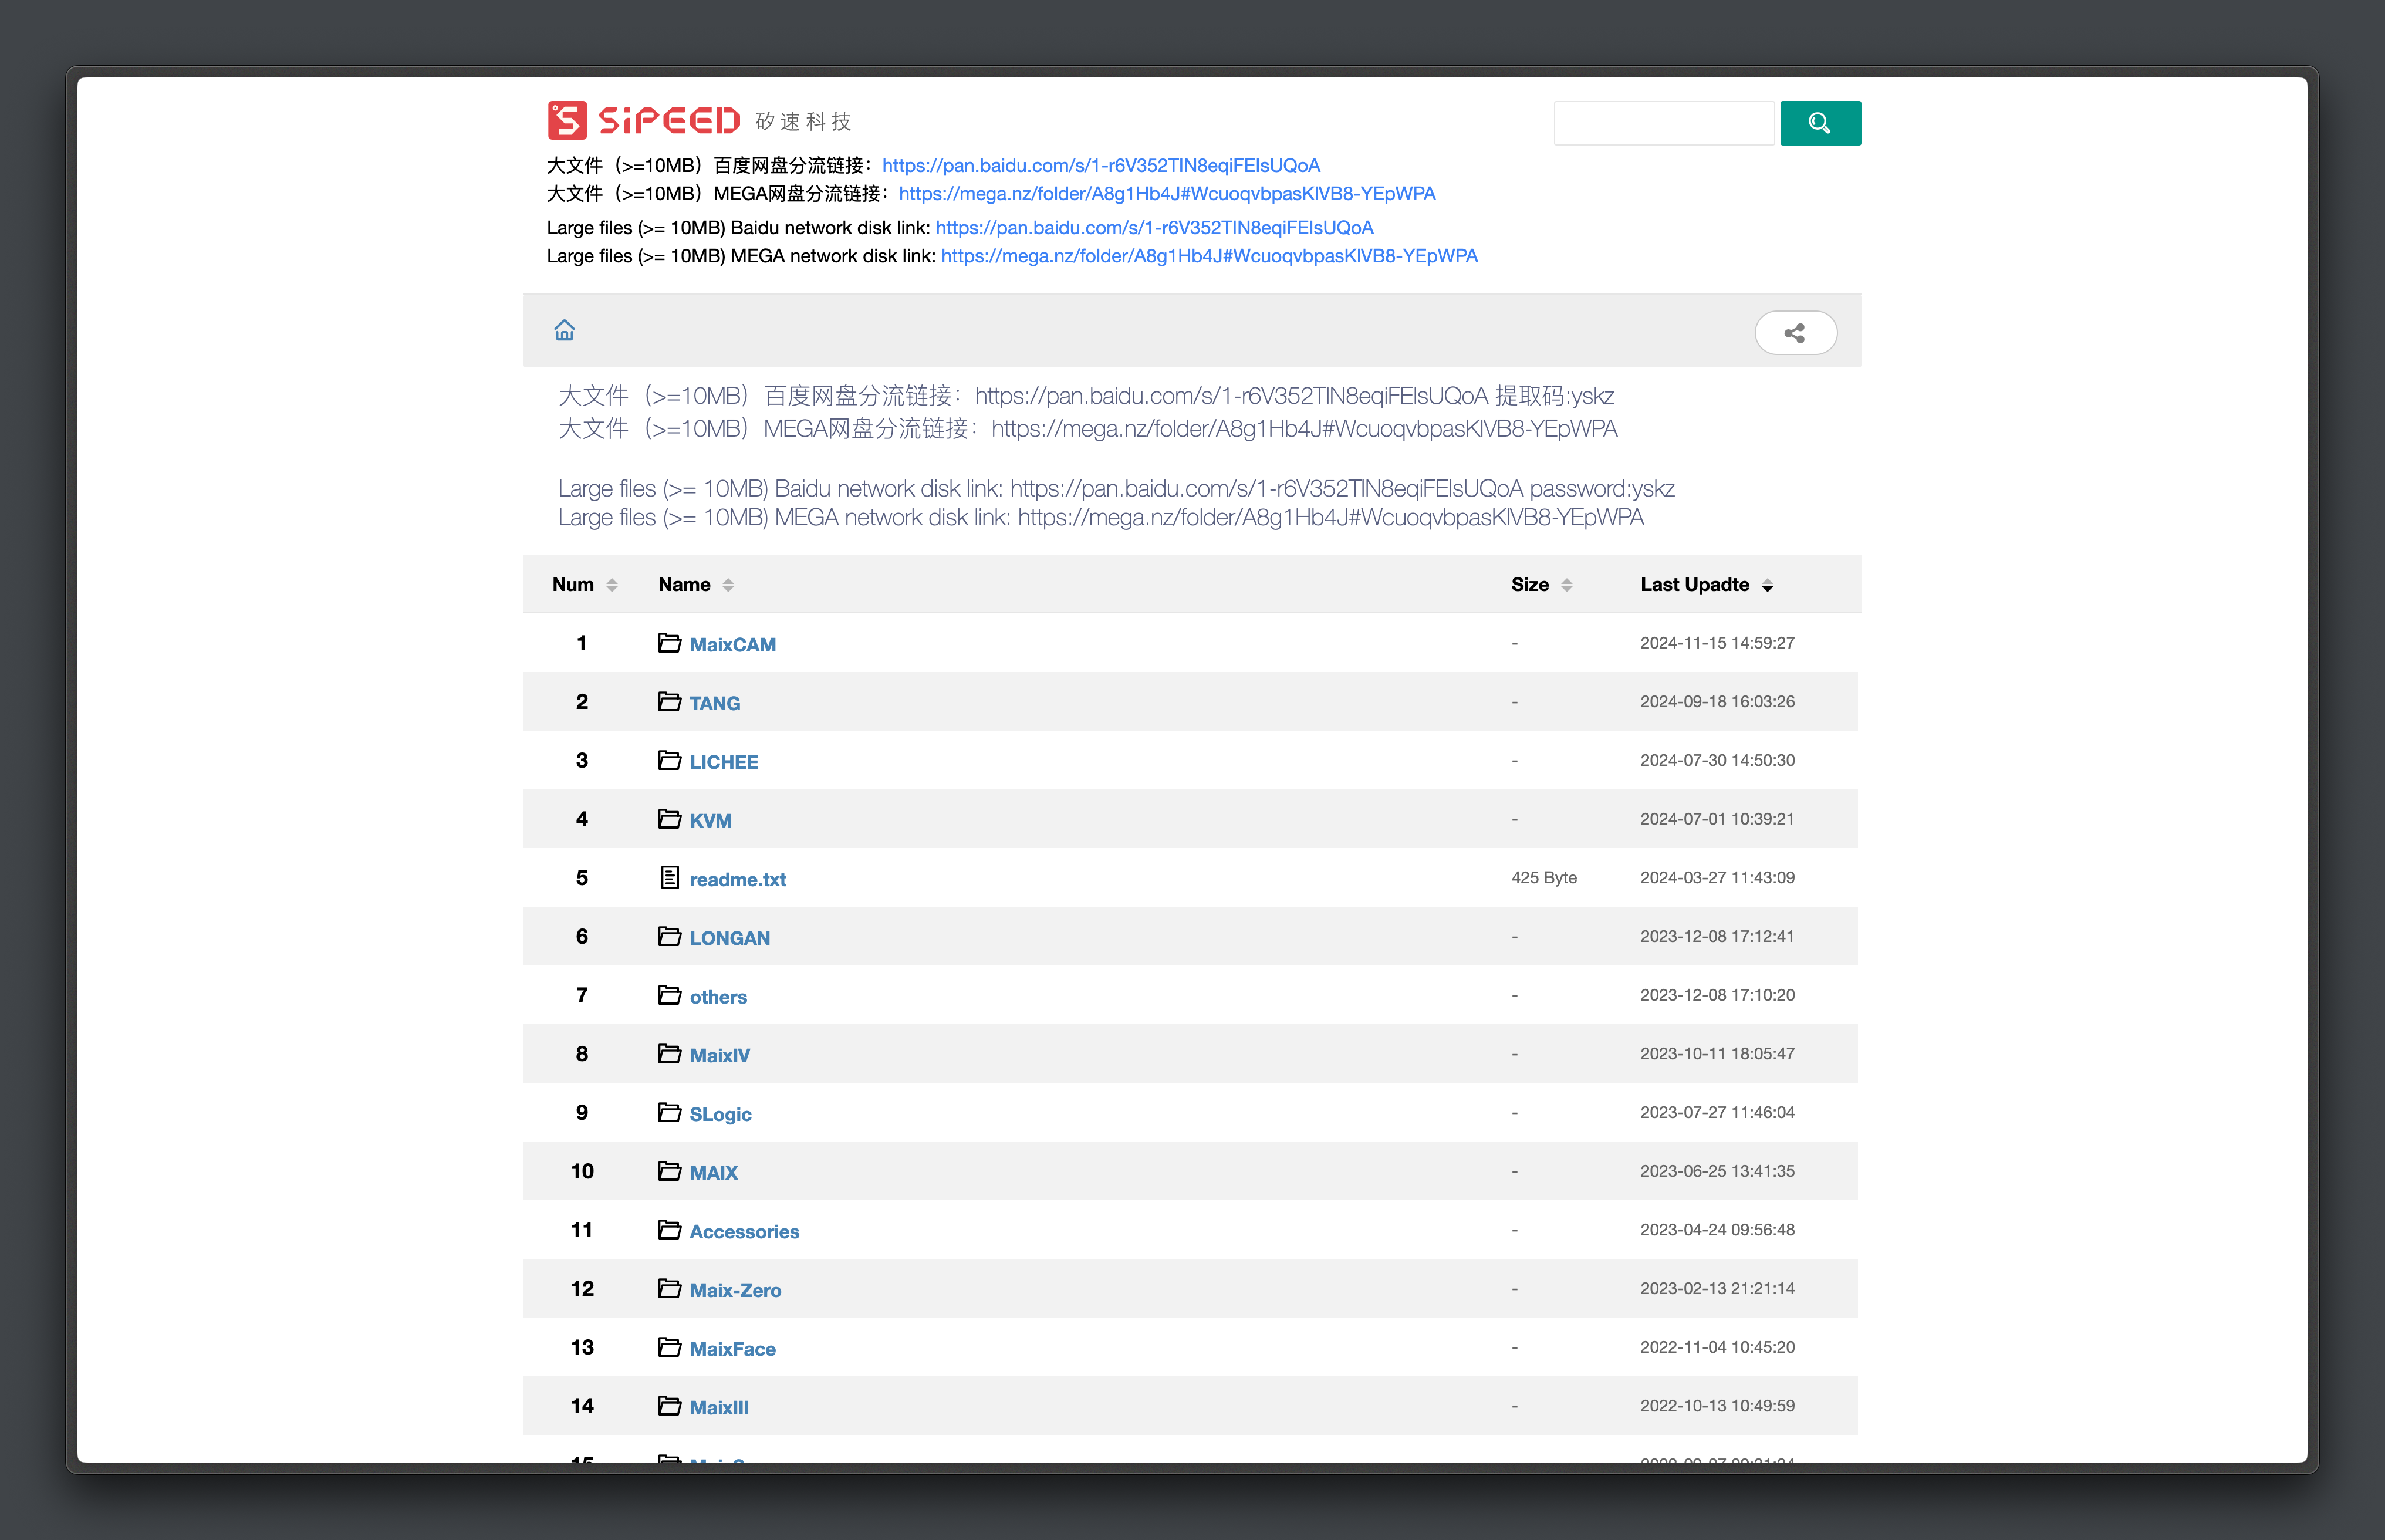 SiPEED 矽速科技
大文件（>=10MB）百度网盘分流链接：https://pan.baidu.com/s/1-r6V352TIN8eqiFEIsUQoA
大文件（>=10MB）MEGA网盘分流链接：https://mega.nz/folder/A8g1Hb4J#WcuoqvbpasKlVB8-YEpWPA
Large files (>= 10MB) Baidu network disk link: https://pan.baidu.com/s/1-r6V352TIN8eqiFEIsUQoA
Large files (>= 10MB) MEGA network disk link: https://mega.nz/folder/A8g1Hb4J#WcuoqvbpasKlVB8-YEpWPA
大文件（>=10MB）百度网盘分流链接：https://pan.baidu.com/s/1-r6V352TIN8eqiFEIsUQoA 提取码:yskz
大文件（>=10MB）MEGA网盘分流链接：https://mega.nz/folder/A8g1Hb4J#WcuoqvbpasKlVB8-YEpWPA
Large files (>= 10MB) Baidu network disk link: https://pan.baidu.com/s/1-r6V352TIN8eqiFEIsUQoA password:yskz
Large files (>= 10MB) MEGA network disk link: https://mega.nz/folder/A8g1Hb4J#WcuoqvbpasKlVB8-YEpWPA
Num Name Size Last Upadte
1 MaixCAM - 2024-11-15 14:59:27
2 TANG - 2024-09-18 16:03:26
3 LICHEE - 2024-07-30 14:50:30
4 KVM - 2024-07-01 10:39:21
5 readme.txt 425 Byte 2024-03-27 11:43:09
6 LONGAN - 2023-12-08 17:12:41
7 others - 2023-12-08 17:10:20
8 MaixIV - 2023-10-11 18:05:47
9 SLogic - 2023-07-27 11:46:04
10 MAIX - 2023-06-25 13:41:35
11 Accessories - 2023-04-24 09:56:48
12 Maix-Zero - 2023-02-13 21:21:14
13 MaixFace - 2022-11-04 10:45:20
14 MaixIII - 2022-10-13 10:49:59